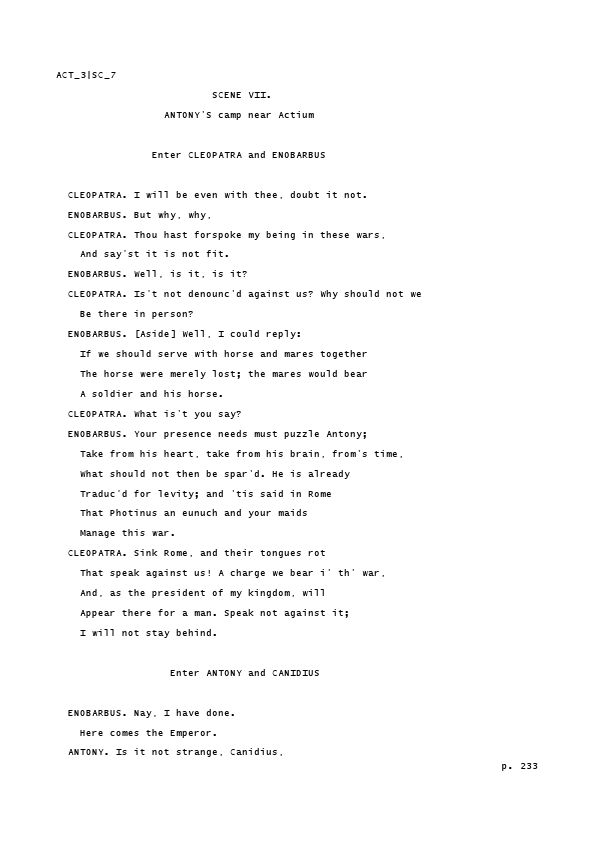 ACT_3|SC_7
SCENE VII.
ANTONY'S camp near Actium
Enter CLEOPATRA and ENOBARBUS
CLEOPATRA. I will be even with thee, doubt it not.
ENOBARBUS. But why, why,
CLEOPATRA. Thou hast forspoke my being in these wars,
And say'st it is not fit.
ENOBARBUS. Well, is it, is it?
CLEOPATRA. Is't not denounc'd against us? Why should not we
Be there in person?
ENOBARBUS. [Aside] Well, I could reply:
If we should serve with horse and mares together
The horse were merely lost; the mares would bear
A soldier and his horse.
CLEOPATRA. What is't you say?
ENOBARBUS. Your presence needs must puzzle Antony;
Take from his heart, take from his brain, from's time,
What should not then be spar'd. He is already
Traduc'd for levity; and 'tis said in Rome
That Photinus an eunuch and your maids
Manage this war.
CLEOPATRA. Sink Rome, and their tongues rot
That speak against us! A charge we bear i' th' war,
And, as the president of my kingdom, will
Appear there for a man. Speak not against it;
I will not stay behind.
Enter ANTONY and CANIDIUS
ENOBARBUS. Nay, I have done.
Here comes the Emperor.
ANTONY. Is it not strange, Canidius,
p. 233